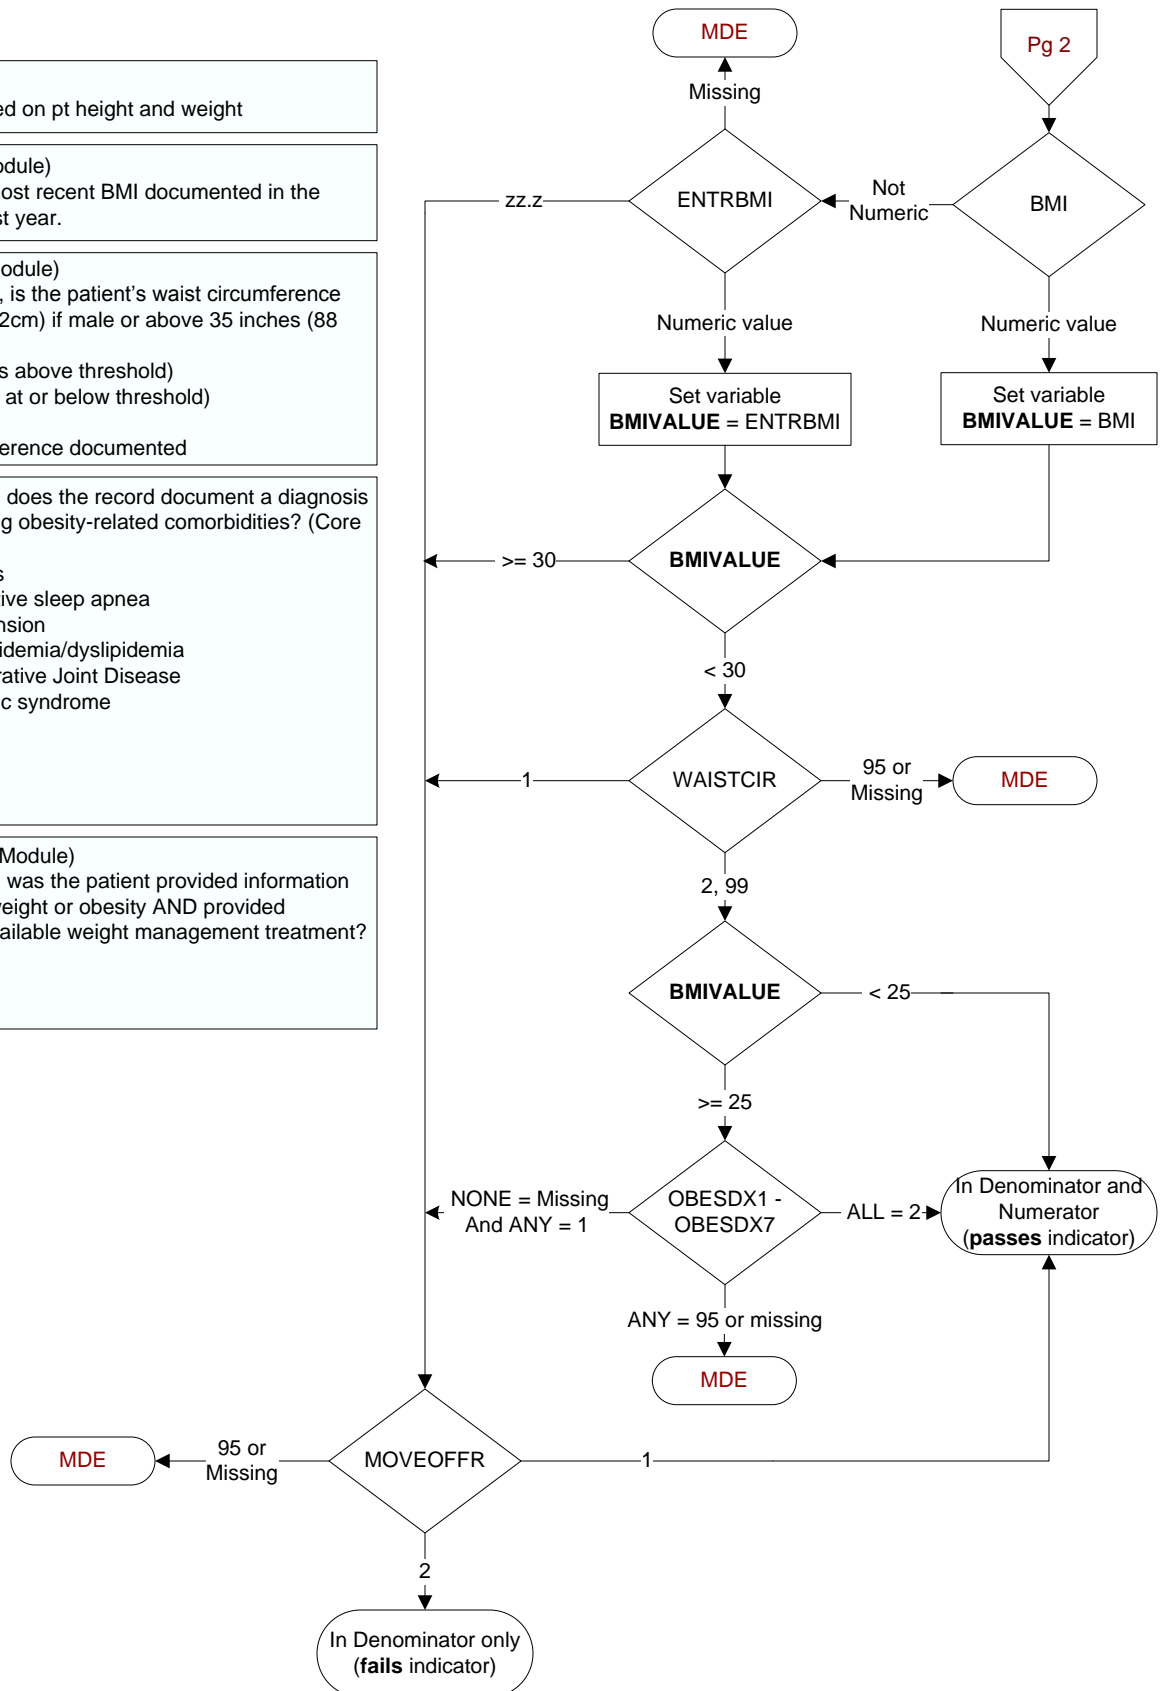 ed on pt height and weight
odule)
ost recent BMI documented in the
st year.
odule)
, is the patient's waist circumference
2cm) if male or above 35 inches (88
s above threshold)
at or below threshold)
erence documented
does the record document a diagnosis
g obesity-related comorbidities? (Core
s
tive sleep apnea
nsion
idemia/dyslipidemia
rative Joint Disease
c syndrome
Module)
was the patient provided information
weight or obesity AND provided
ailable weight management treatment?
MDE
Pg 2
Missing
zz.z
ENTRBMI
Not
Numeric
BMI
Numeric value
Numeric value
Set variable
BMIVALUE = ENTRBMI
Set variable
BMIVALUE = BMI
>= 30
BMIVALUE
< 30
1
WAISTCIR
95 or
Missing
MDE
2, 99
BMIVALUE
< 25
>= 25
NONE = Missing
And ANY = 1
OBESDX1 -
OBESDX7
ALL = 2
In Denominator and
Numerator
(passes indicator)
ANY = 95 or missing
MDE
MDE
95 or
Missing
MOVEOFFR
1
2
In Denominator only
(fails indicator)